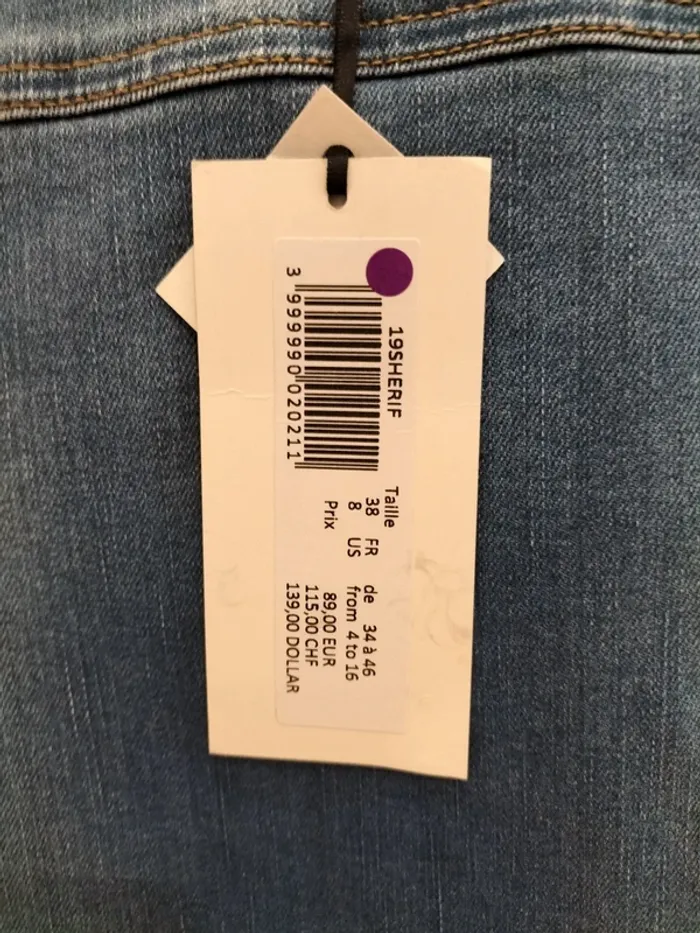 19SHERIF
3 999990 020211
Taille
38 FR de 34 à 46
8 US from 4 to 16
Prix 89,00 EUR
115,00 CHF
139,00 DOLLAR